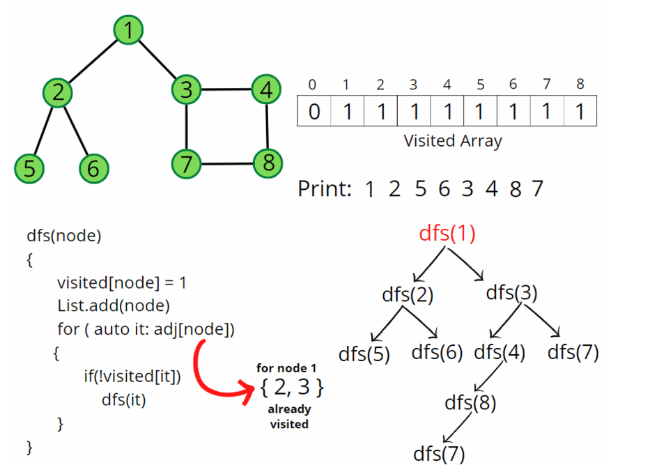 1
2
3
4
5
6
7
8
0 1 2 3 4 5 6 7 8
0 1 1 1 1 1 1 1 1
Visited Array
Print: 1 2 5 6 3 4 8 7
dfs(node)
{
visited[node] = 1
List.add(node)
for ( auto it: adj[node])
{
if(!visited[it])
dfs(it)
}
}
for node 1
{ 2, 3 }
already
visited
dfs(1)
dfs(2) dfs(3)
dfs(5) dfs(6) dfs(4) dfs(7)
dfs(8)
dfs(7)